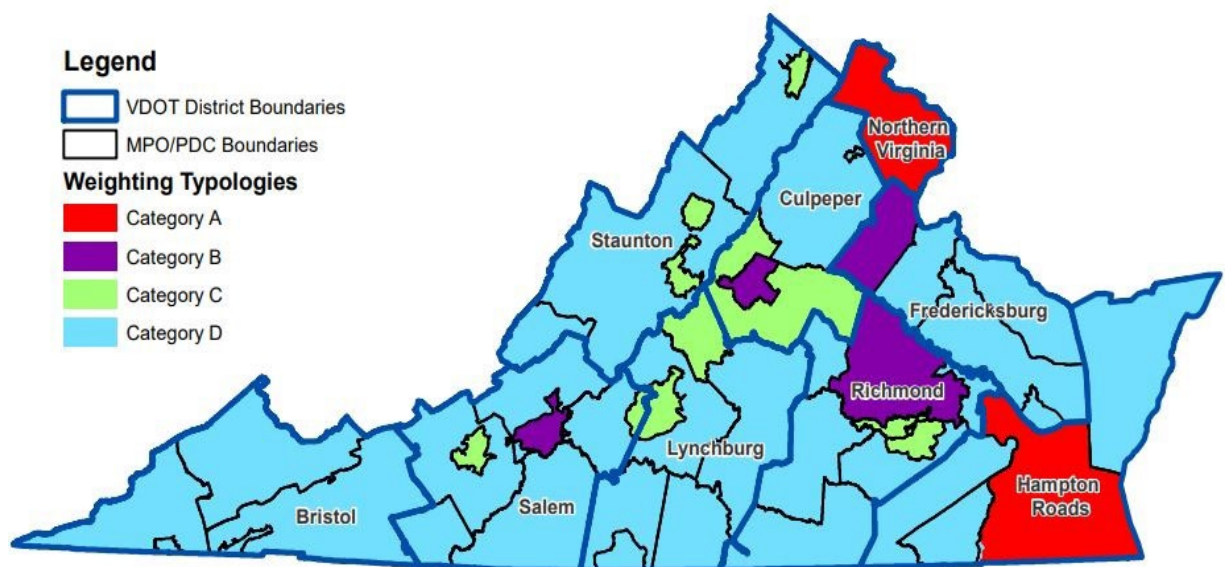 Legend
VDOT District Boundaries
MPO/PDC Boundaries
Weighting Typologies
Category A
Category B
Category C
Category D
Northern
Virginia
Culpeper
Staunton
Fredericksburg
Richmond
Lynchburg
Hampton
Roads
Salem
Bristol